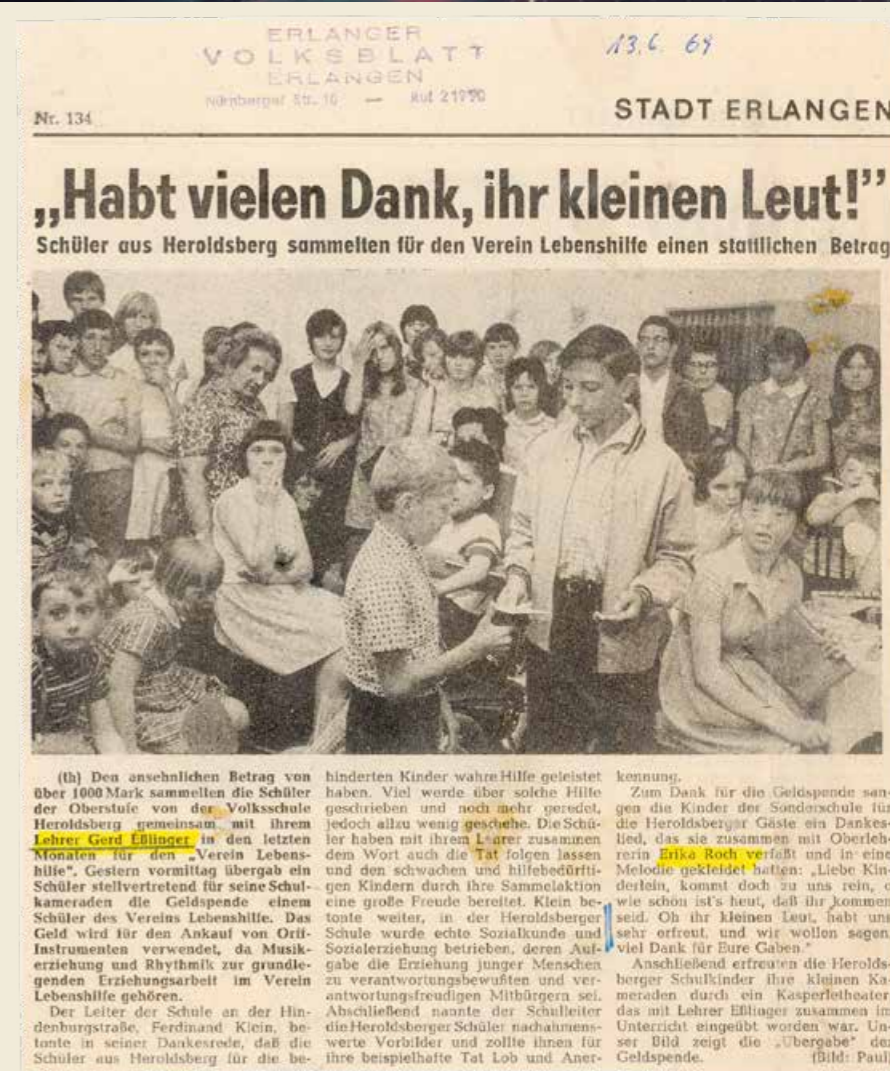 ERLANGER
VOLKSBLATT
ERLANGEN
Nürnberger Str. 16 — Ruf 21990
13.6. 69
Nr. 134
STADT ERLANGEN
„Habt vielen Dank, ihr kleinen Leut!”
Schüler aus Heroldsberg sammelten für den Verein Lebenshilfe einen stattlichen Betrag
(th) Den ansehnlichen Betrag von
über 1000 Mark sammelten die Schüler
der Oberstufe von der Volksschule
Heroldsberg gemeinsam mit ihrem
Lehrer Gerd Eßlinger in den letzten
Monaten für den „Verein Lebens-
hilfe”. Gestern vormittag übergab ein
Schüler stellvertretend für seine Schul-
kameraden die Geldspende einem
Schüler des Vereins Lebenshilfe. Das
Geld wird für den Ankauf von Orff-
Instrumenten verwendet, da Musik-
erziehung und Rhythmik zur grundle-
genden Erziehungsarbeit im Verein
Lebenshilfe gehören.
Der Leiter der Schule an der Hin-
denburgstraße, Ferdinand Klein, be-
tonte in seiner Dankesrede, daß die
Schüler aus Heroldsberg für die be-
hinderten Kinder wahre Hilfe geleistet
haben. Viel werde über solche Hilfe
geschrieben und noch mehr geredet,
jedoch allzu wenig geschehe. Die Schü-
ler haben mit ihrem Lehrer zusammen
dem Wort auch die Tat folgen lassen
und den schwachen und hilfebedürfti-
gen Kindern durch ihre Sammelaktion
eine große Freude bereitet. Klein be-
tonte weiter, in der Heroldsberger
Schule wurde echte Sozialkunde und
Sozialerziehung betrieben, deren Auf-
gabe die Erziehung junger Menschen
zu verantwortungsbewußten und ver-
antwortungsfreudigen Mitbürgern sei.
Abschließend nannte der Schulleiter
die Heroldsberger Schüler nachahmens-
werte Vorbilder und zollte ihnen für
ihre beispielhafte Tat Lob und Aner-
kennung.
Zum Dank für die Geldspende san-
gen die Kinder der Sonderschule für
die Heroldsberger Gäste ein Dankes-
lied, das sie zusammen mit Oberleh-
rerin Erika Roch verfaßt und in eine
Melodie gekleidet hatten: „Liebe Kin-
derlein, kommt doch zu uns rein, o
wie schön ist's heut, daß ihr kommen
seid. Oh ihr kleinen Leut, habt uns
sehr erfreut, und wir wollen sagen
viel Dank für Eure Gaben.”
Anschließend erfreuten die Herolds-
berger Schulkinder ihre kleinen Ka-
meraden durch ein Kasperletheater
das mit Lehrer Eßlinger zusammen im
Unterricht eingeübt worden war. Un-
ser Bild zeigt die „Übergabe” der
Geldspende. (Bild: Pauli